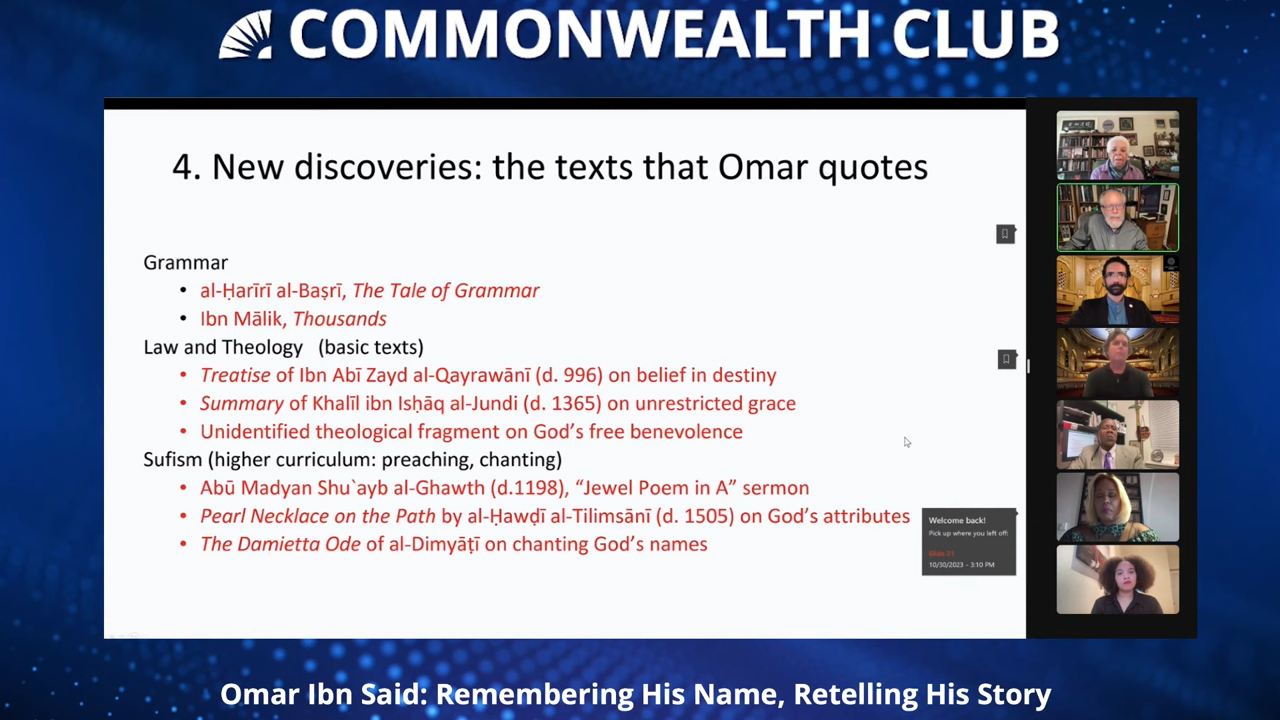 COMMONWEALTH CLUB
4. New discoveries: the texts that Omar quotes
Grammar
• al-Ḥarīrī al-Baṣrī, The Tale of Grammar
• Ibn Mālik, Thousands
Law and Theology (basic texts)
• Treatise of Ibn Abī Zayd al-Qayrawānī (d. 996) on belief in destiny
• Summary of Khalīl ibn Isḥāq al-Jundi (d. 1365) on unrestricted grace
• Unidentified theological fragment on God's free benevolence
Sufism (higher curriculum: preaching, chanting)
• Abū Madyan Shu`ayb al-Ghawth (d.1198), “Jewel Poem in A” sermon
• Pearl Necklace on the Path by al-Ḥawḍī al-Tilimsānī (d. 1505) on God's attributes
• The Damietta Ode of al-Dimyāṭī on chanting God's names
Welcome back!
Pick up where you left off:
Slide 21
10/30/2023 - 3:10 PM
Omar Ibn Said: Remembering His Name, Retelling His Story